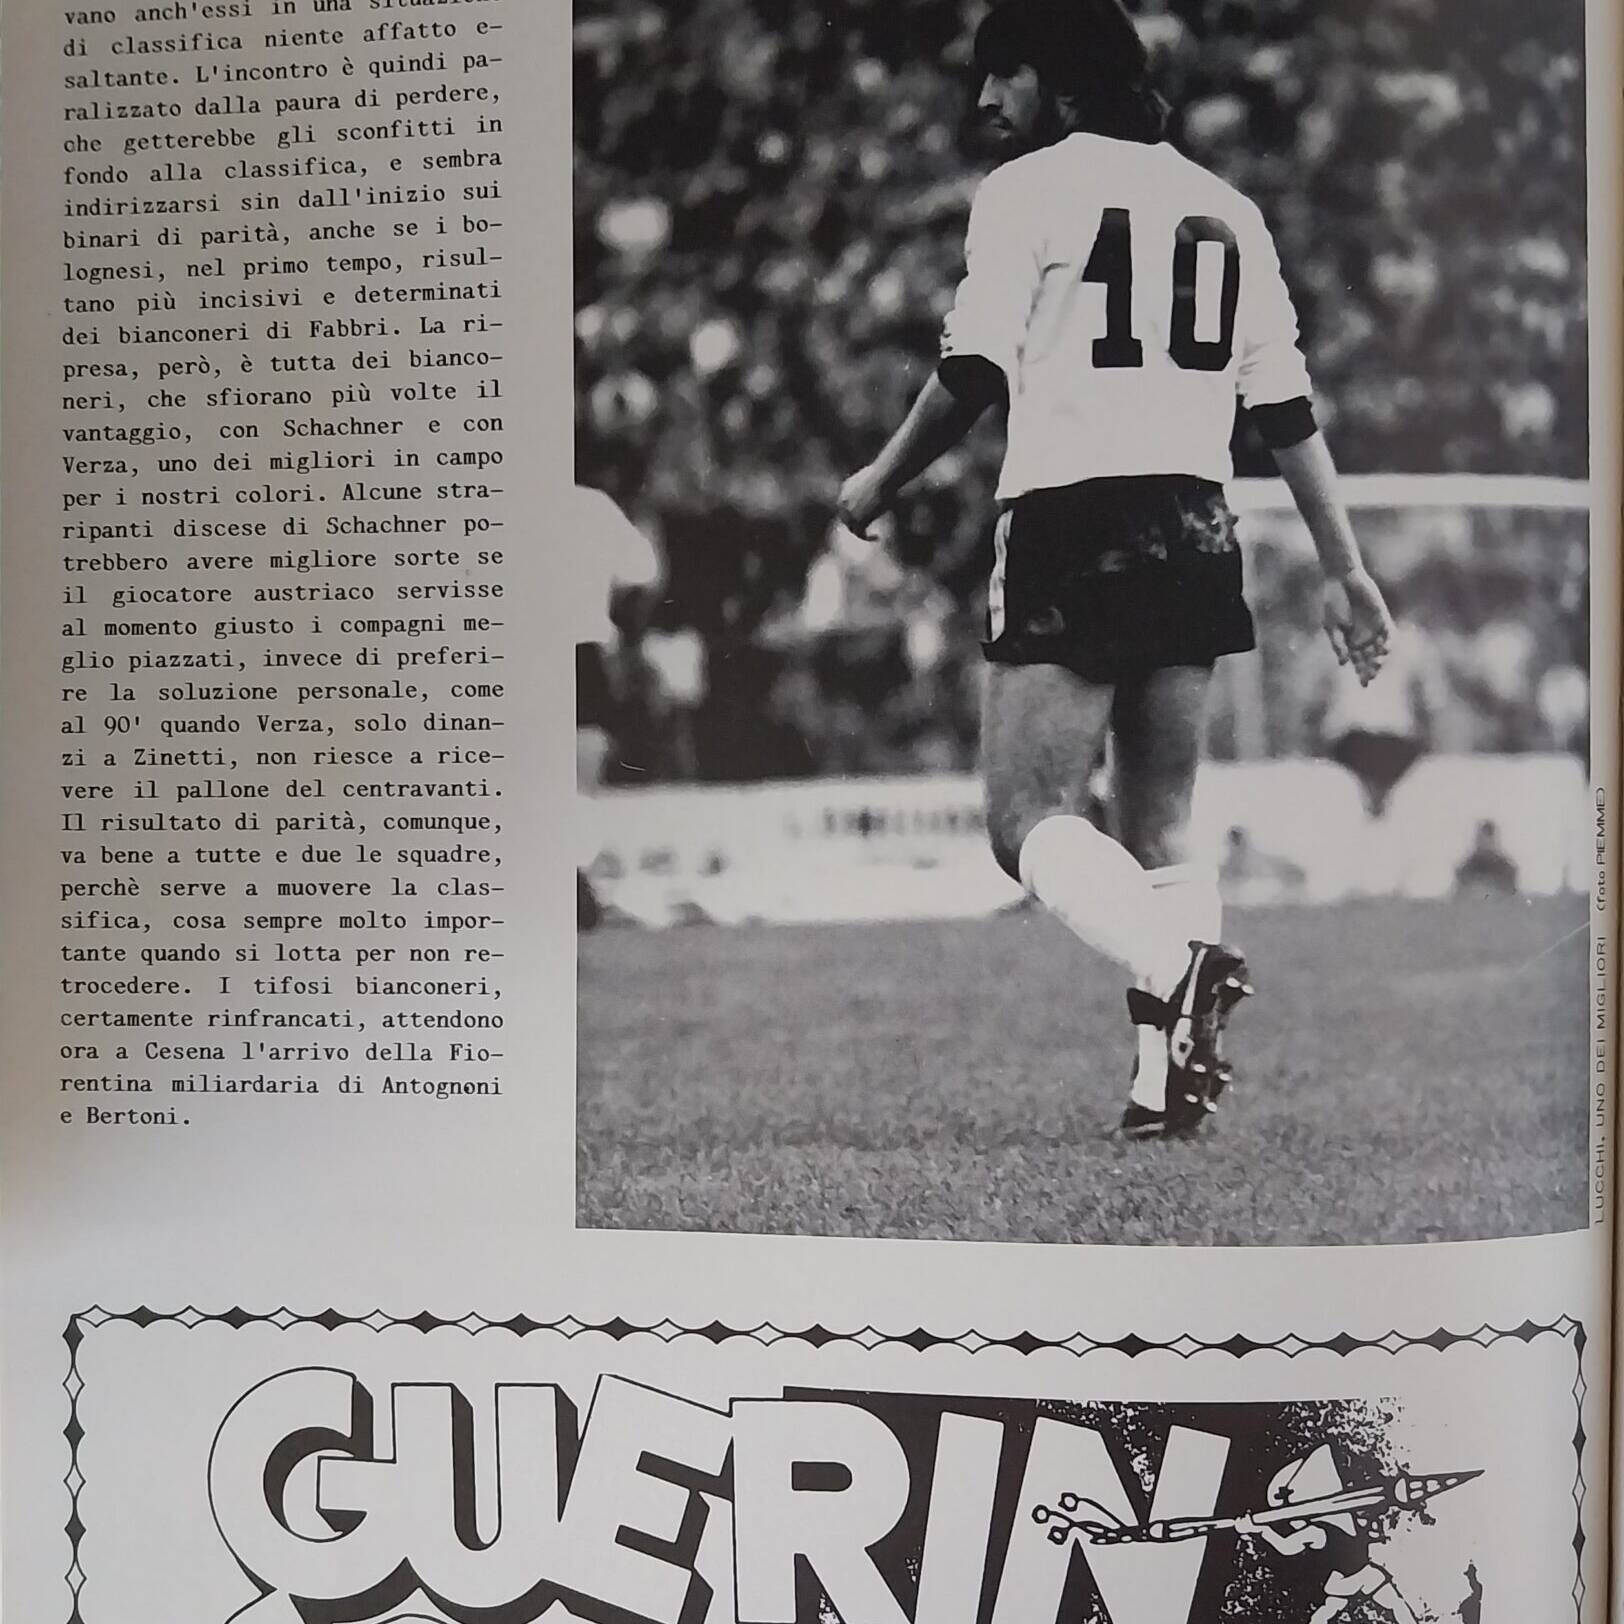 vano anch'essi in una situazione
di classifica niente affatto e-
saltante. L'incontro è quindi pa-
ralizzato dalla paura di perdere,
che getterebbe gli sconfitti in
fondo alla classifica, e sembra
indirizzarsi sin dall'inizio sui
binari di parità, anche se i bo-
lognesi, nel primo tempo, risul-
tano più incisivi e determinati
dei bianconeri di Fabbri. La ri-
presa, però, è tutta dei bianco-
neri, che sfiorano più volte il
vantaggio, con Schachner e con
Verza, uno dei migliori in campo
per i nostri colori. Alcune stra-
ripanti discese di Schachner po-
trebbero avere migliore sorte se
il giocatore austriaco servisse
al momento giusto i compagni me-
glio piazzati, invece di preferi-
re la soluzione personale, come
al 90' quando Verza, solo dinan-
zi a Zinetti, non riesce a rice-
vere il pallone del centravanti.
Il risultato di parità, comunque,
va bene a tutte e due le squadre,
perchè serve a muovere la clas-
sifica, cosa sempre molto impor-
tante quando si lotta per non re-
trocedere. I tifosi bianconeri,
certamente rinfrancati, attendono
ora a Cesena l'arrivo della Fio-
rentina miliardaria di Antognoni
e Bertoni.
10
LUCCHI, UNO DEI MIGLIORI (foto PIEMME)
GUERIN